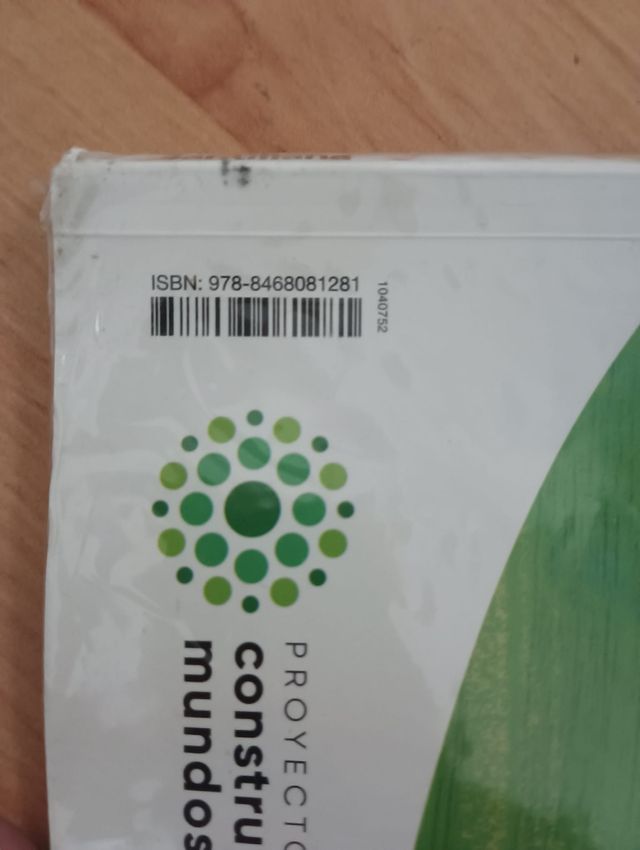 ISBN: 978-8468081281
1040752
PROYECTO
constru
mundos